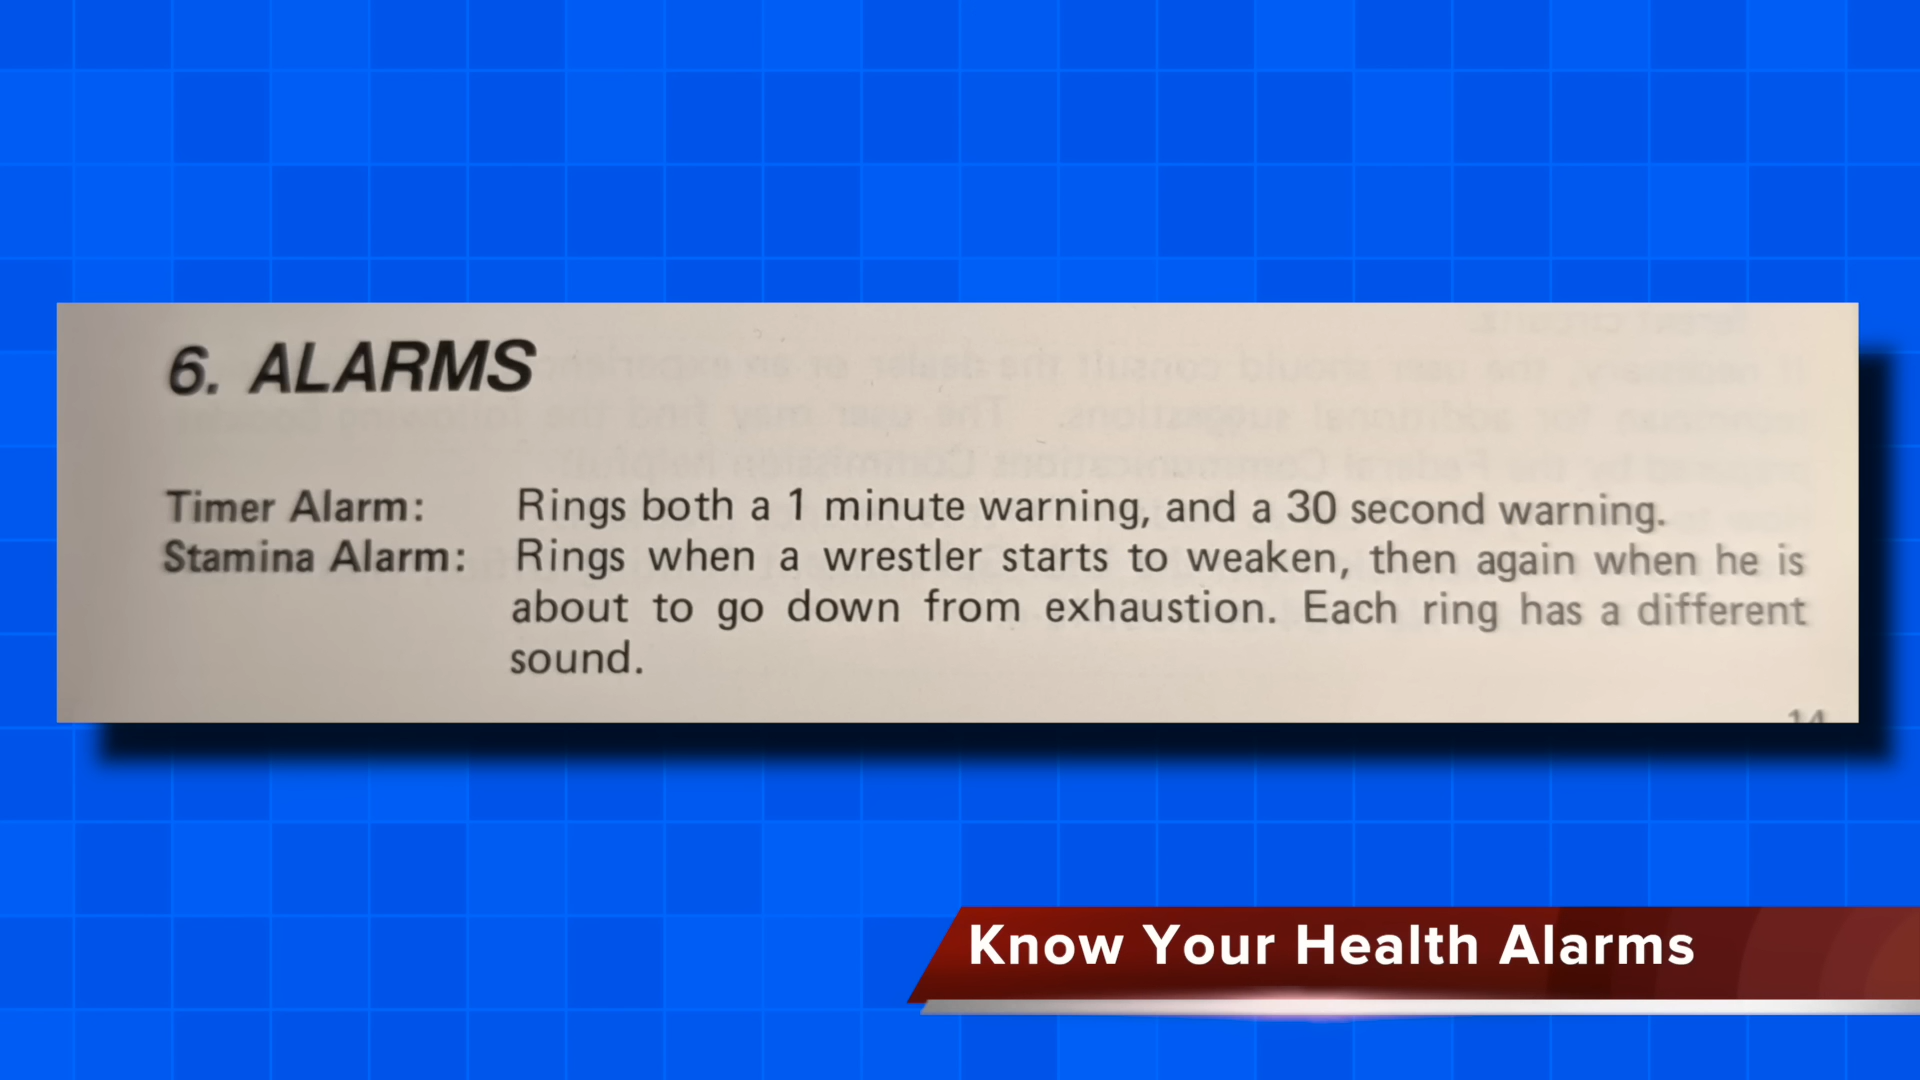 6. ALARMS
Timer Alarm: Rings both a 1 minute warning, and a 30 second warning.
Stamina Alarm: Rings when a wrestler starts to weaken, then again when he is
about to go down from exhaustion. Each ring has a different
sound.
14
Know Your Health Alarms